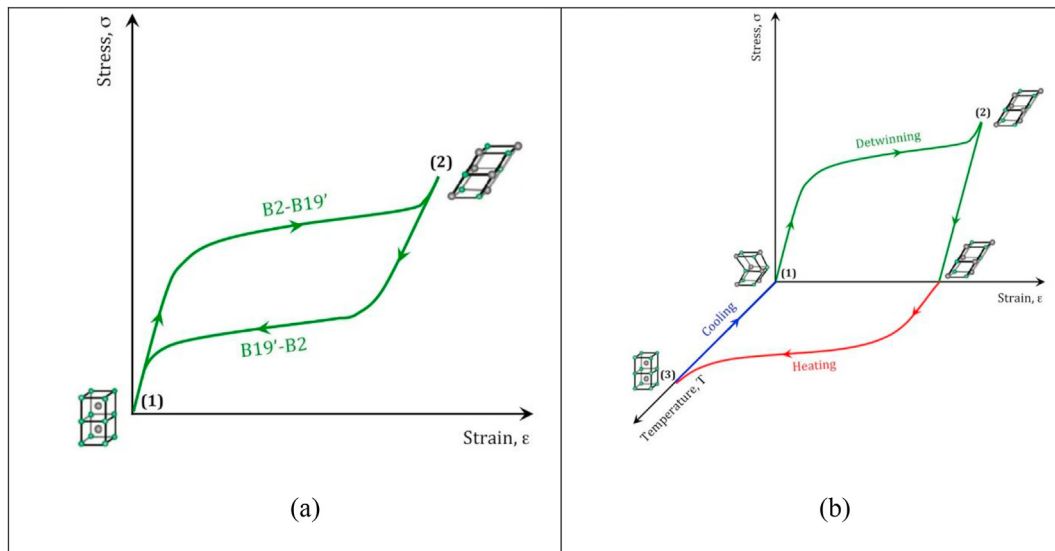 Stress, σ
(2)
B2-B19'
B19'-B2
(1)
Strain, ε
(a)
Stress, σ
(2)
Detwinning
(1)
Strain, ε
Cooling
(3)
Heating
Temperature, T
(b)